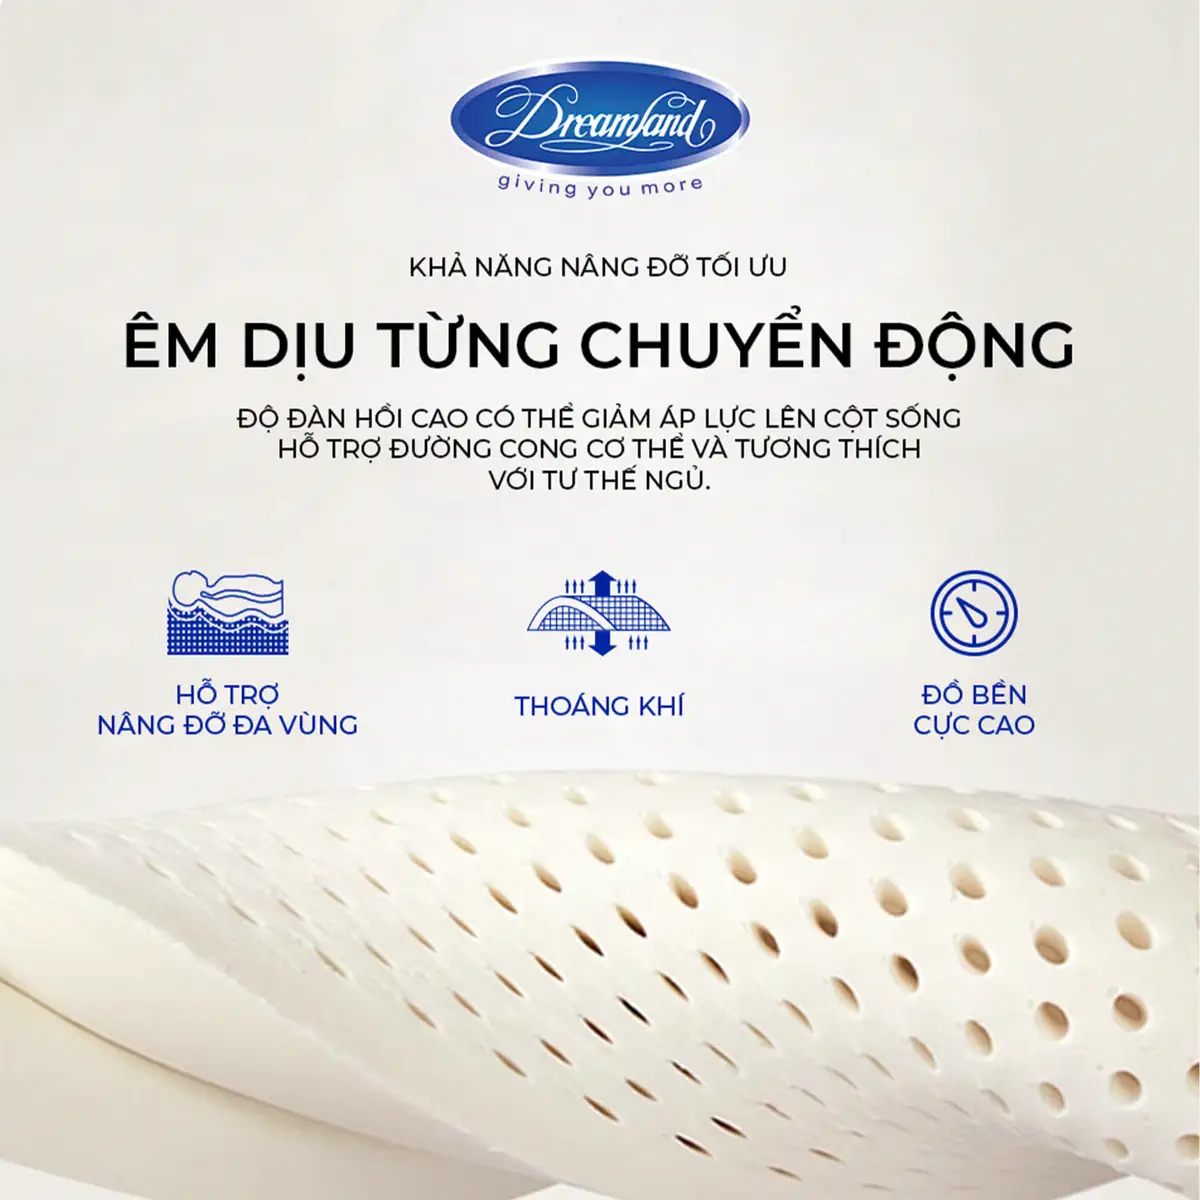 Dreamland
giving you more
KHẢ NĂNG NÂNG ĐỠ TỐI ƯU
ÊM DỊU TỪNG CHUYỂN ĐỘNG
ĐỘ ĐÀN HỒI CAO CÓ THỂ GIẢM ÁP LỰC LÊN CỘT SỐNG
HỖ TRỢ ĐƯỜNG CONG CƠ THỂ VÀ TƯƠNG THÍCH
VỚI TƯ THẾ NGỦ.
HỖ TRỢ
NÂNG ĐỠ ĐA VÙNG
THOÁNG KHÍ
ĐỒ BỀN
CỰC CAO